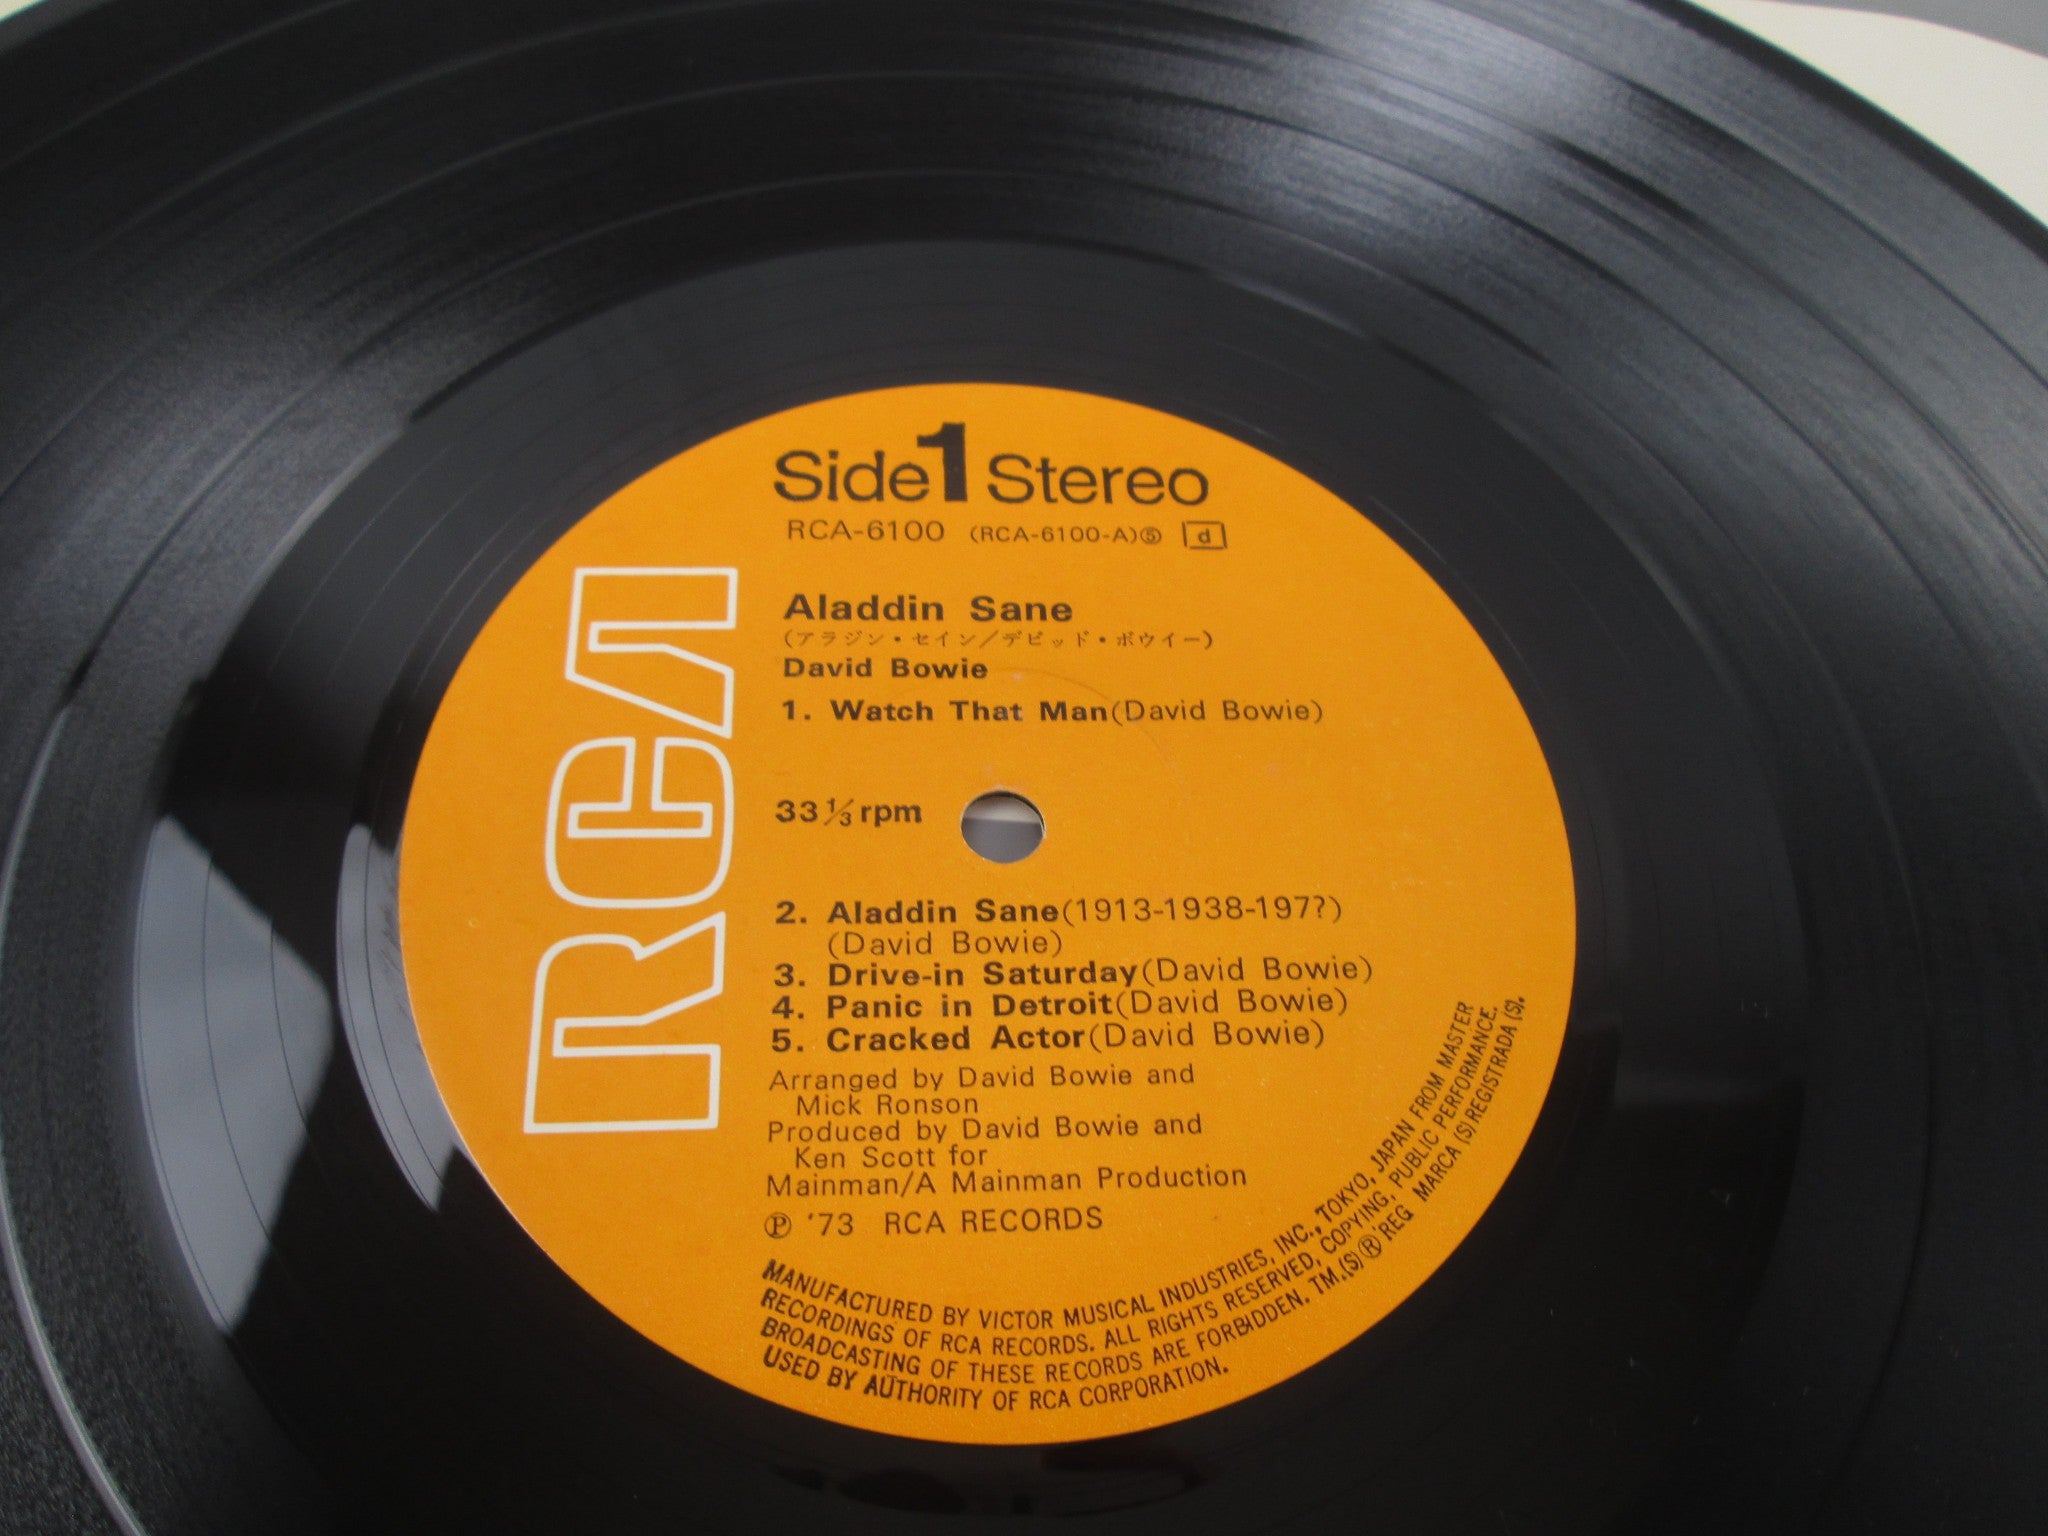 Side 1 Stereo
RCA-6100 (RCA-6100-A)⑤ d
RCA
Aladdin Sane
(アラジン・セイン/デビッド・ボウイー)
David Bowie
1. Watch That Man(David Bowie)
33⅓ rpm
2. Aladdin Sane(1913-1938-197?)
(David Bowie)
3. Drive-in Saturday(David Bowie)
4. Panic in Detroit(David Bowie)
5. Cracked Actor(David Bowie)
Arranged by David Bowie and
Mick Ronson
Produced by David Bowie and
Ken Scott for
Mainman/A Mainman Production
Ⓟ '73 RCA RECORDS
MANUFACTURED BY VICTOR MUSICAL INDUSTRIES, INC., TOKYO, JAPAN FROM MASTER
RECORDINGS OF RCA RECORDS. ALL RIGHTS RESERVED, COPYING, PUBLIC PERFORMANCE.
BROADCASTING OF THESE RECORDS ARE FORBIDDEN. TM.(S)® REG MARCA (S) REGISTRADA (S).
USED BY AUTHORITY OF RCA CORPORATION.